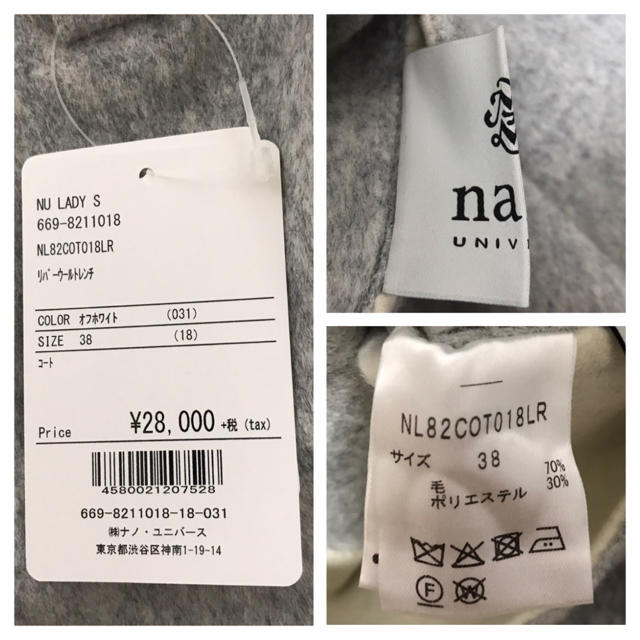 NU LADY S
669-8211018
NL82COT018LR
ﾘﾊﾞｰｳｰﾙﾄﾚﾝﾁ
COLOR ｵﾌﾎﾜｲﾄ (031)
SIZE 38 (18)
ｺｰﾄ
Price ¥28,000 +税(tax)
4580021207528
669-8211018-18-031
㈱ナノ・ユニバース
東京都渋谷区神南1-19-14
na
UNIV
NL82COT018LR
サイズ 38
毛 70%
ポリエステル 30%
F
W